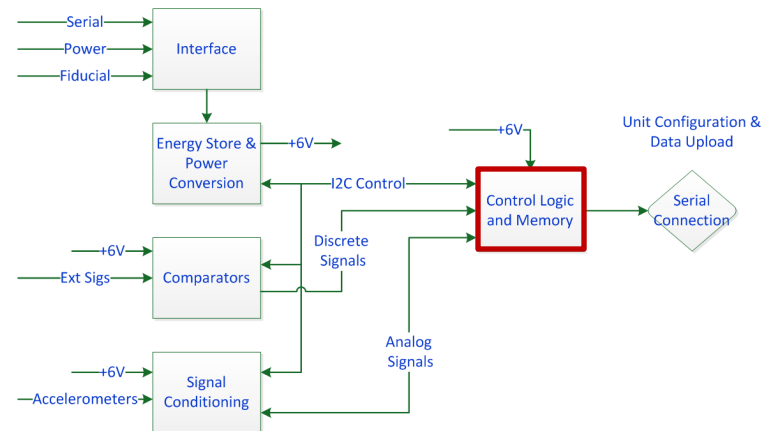 Serial
Power
Fiducial
Interface
Unit Configuration &
Data Upload
Energy Store &
Power
Conversion
+6V
+6V
I2C Control
Control Logic
and Memory
Serial
Connection
+6V
Ext Sigs
Comparators
Discrete
Signals
Analog
Signals
+6V
Accelerometers
Signal
Conditioning